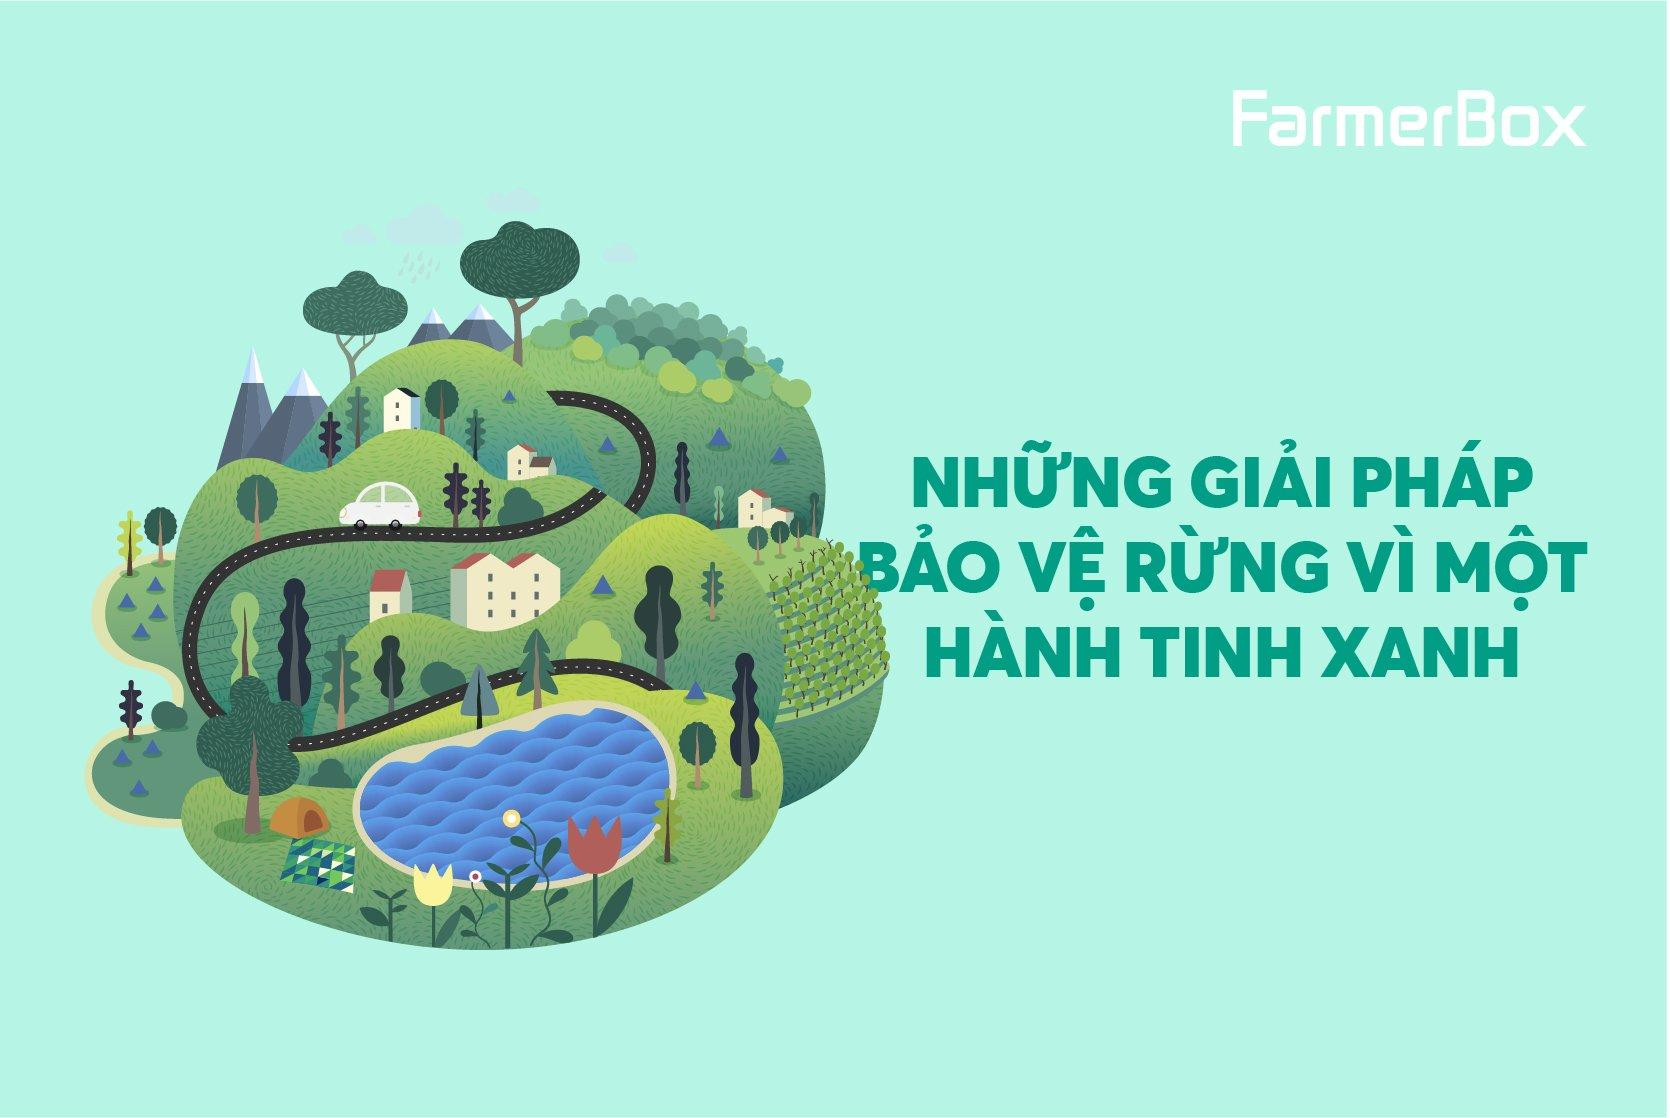 FarmerBox
NHỮNG GIẢI PHÁP
BẢO VỆ RỪNG VÌ MỘT
HÀNH TINH XANH